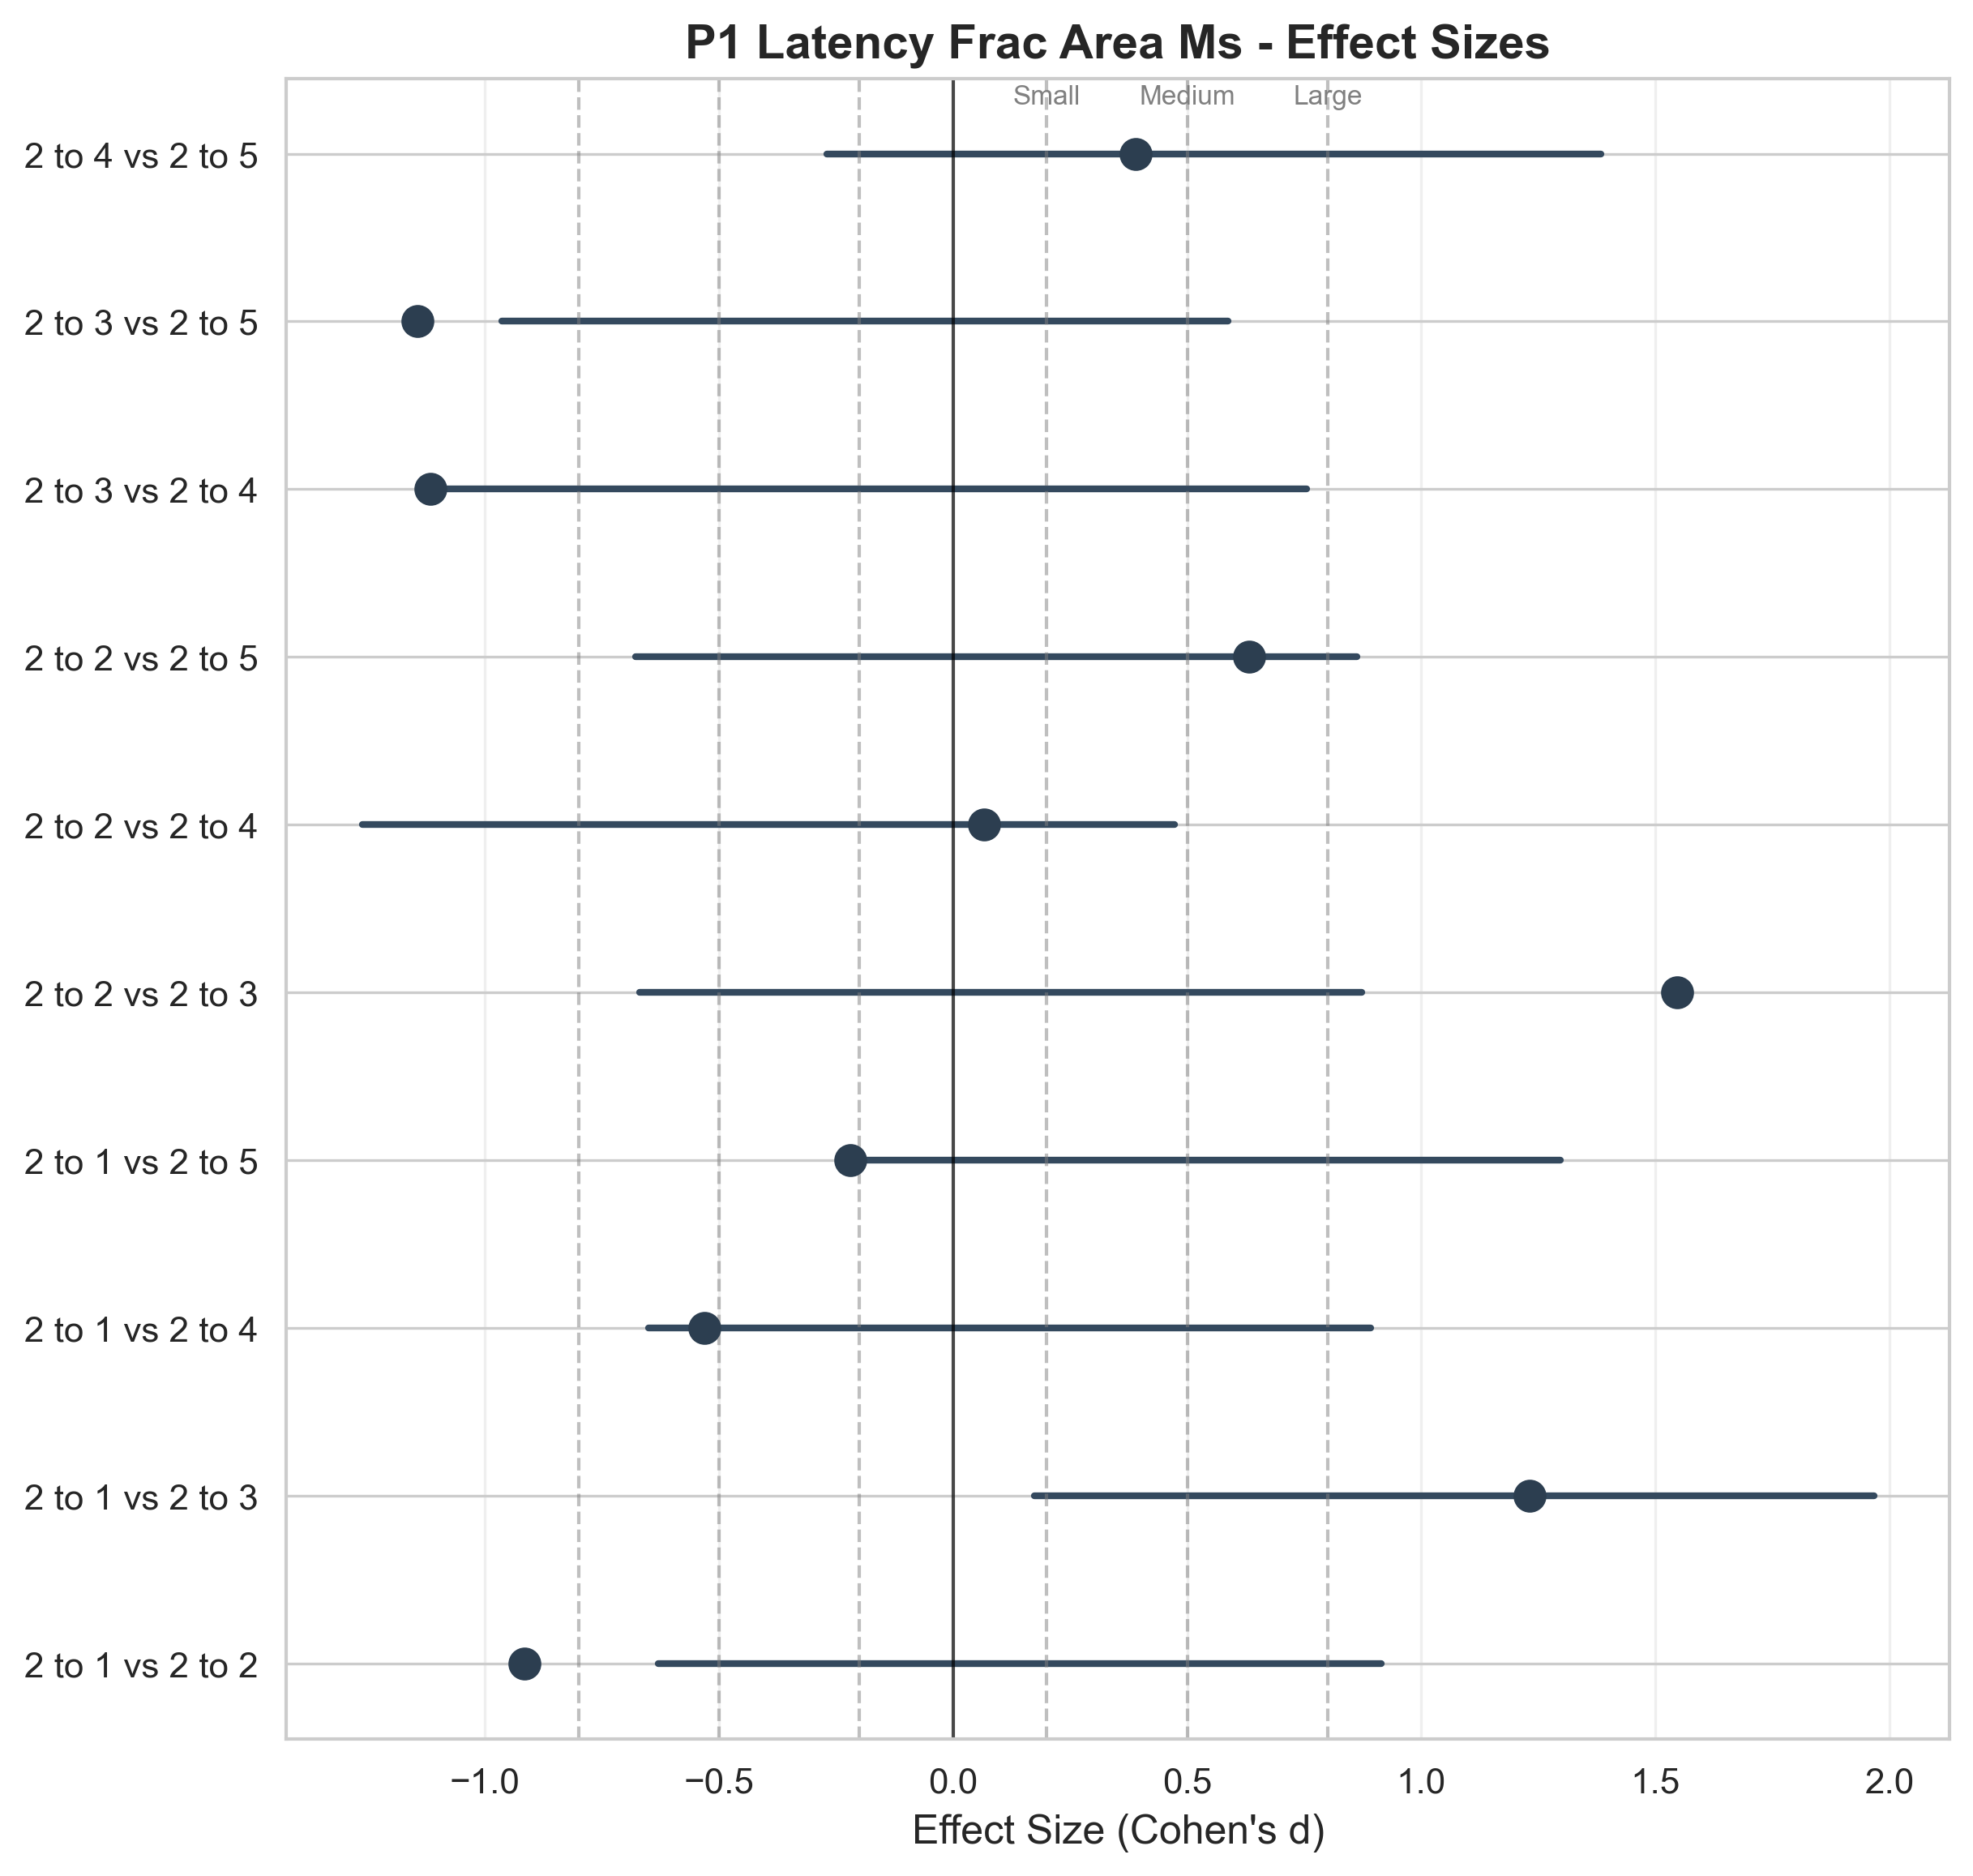 P1 Latency Frac Area Ms - Effect Sizes
Small Medium Large
2 to 4 vs 2 to 5
2 to 3 vs 2 to 5
2 to 3 vs 2 to 4
2 to 2 vs 2 to 5
2 to 2 vs 2 to 4
2 to 2 vs 2 to 3
2 to 1 vs 2 to 5
2 to 1 vs 2 to 4
2 to 1 vs 2 to 3
2 to 1 vs 2 to 2
−1.0 −0.5 0.0 0.5 1.0 1.5 2.0
Effect Size (Cohen's d)